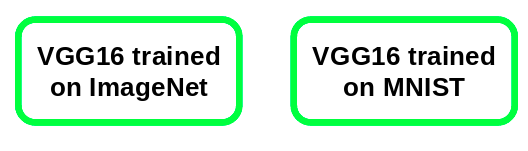 VGG16 trained
on ImageNet
VGG16 trained
on MNIST